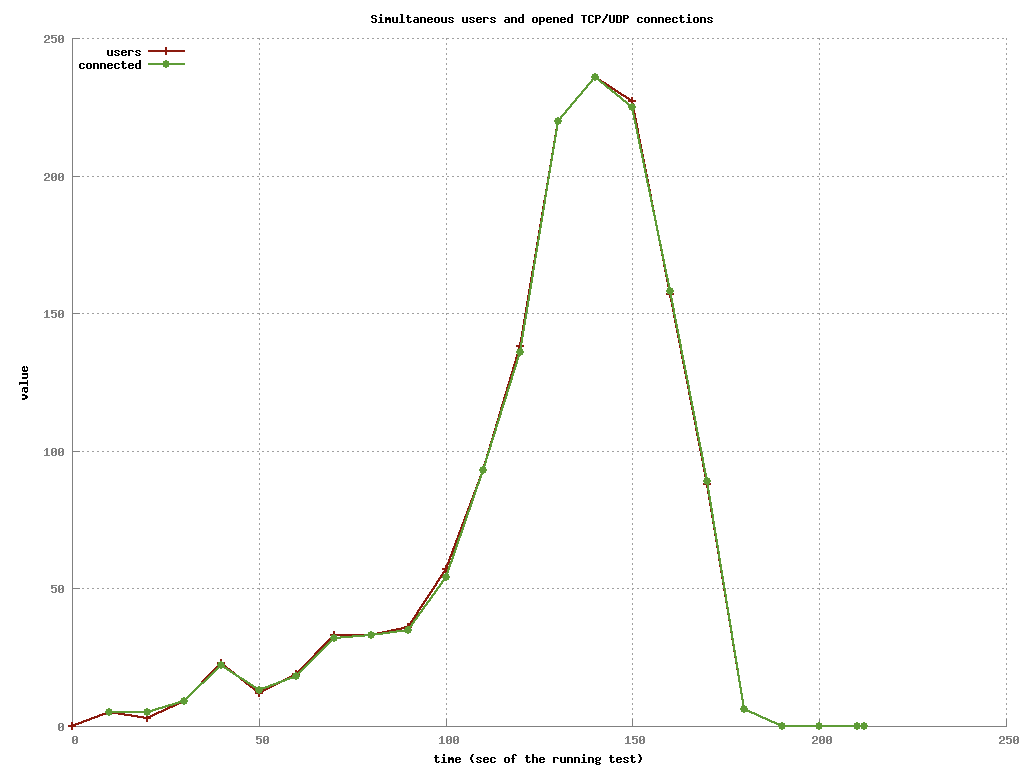 Simultaneous users and opened TCP/UDP connections
250
users
connected
200
150
value
100
50
0
0 50 100 150 200 250
time (sec of the running test)